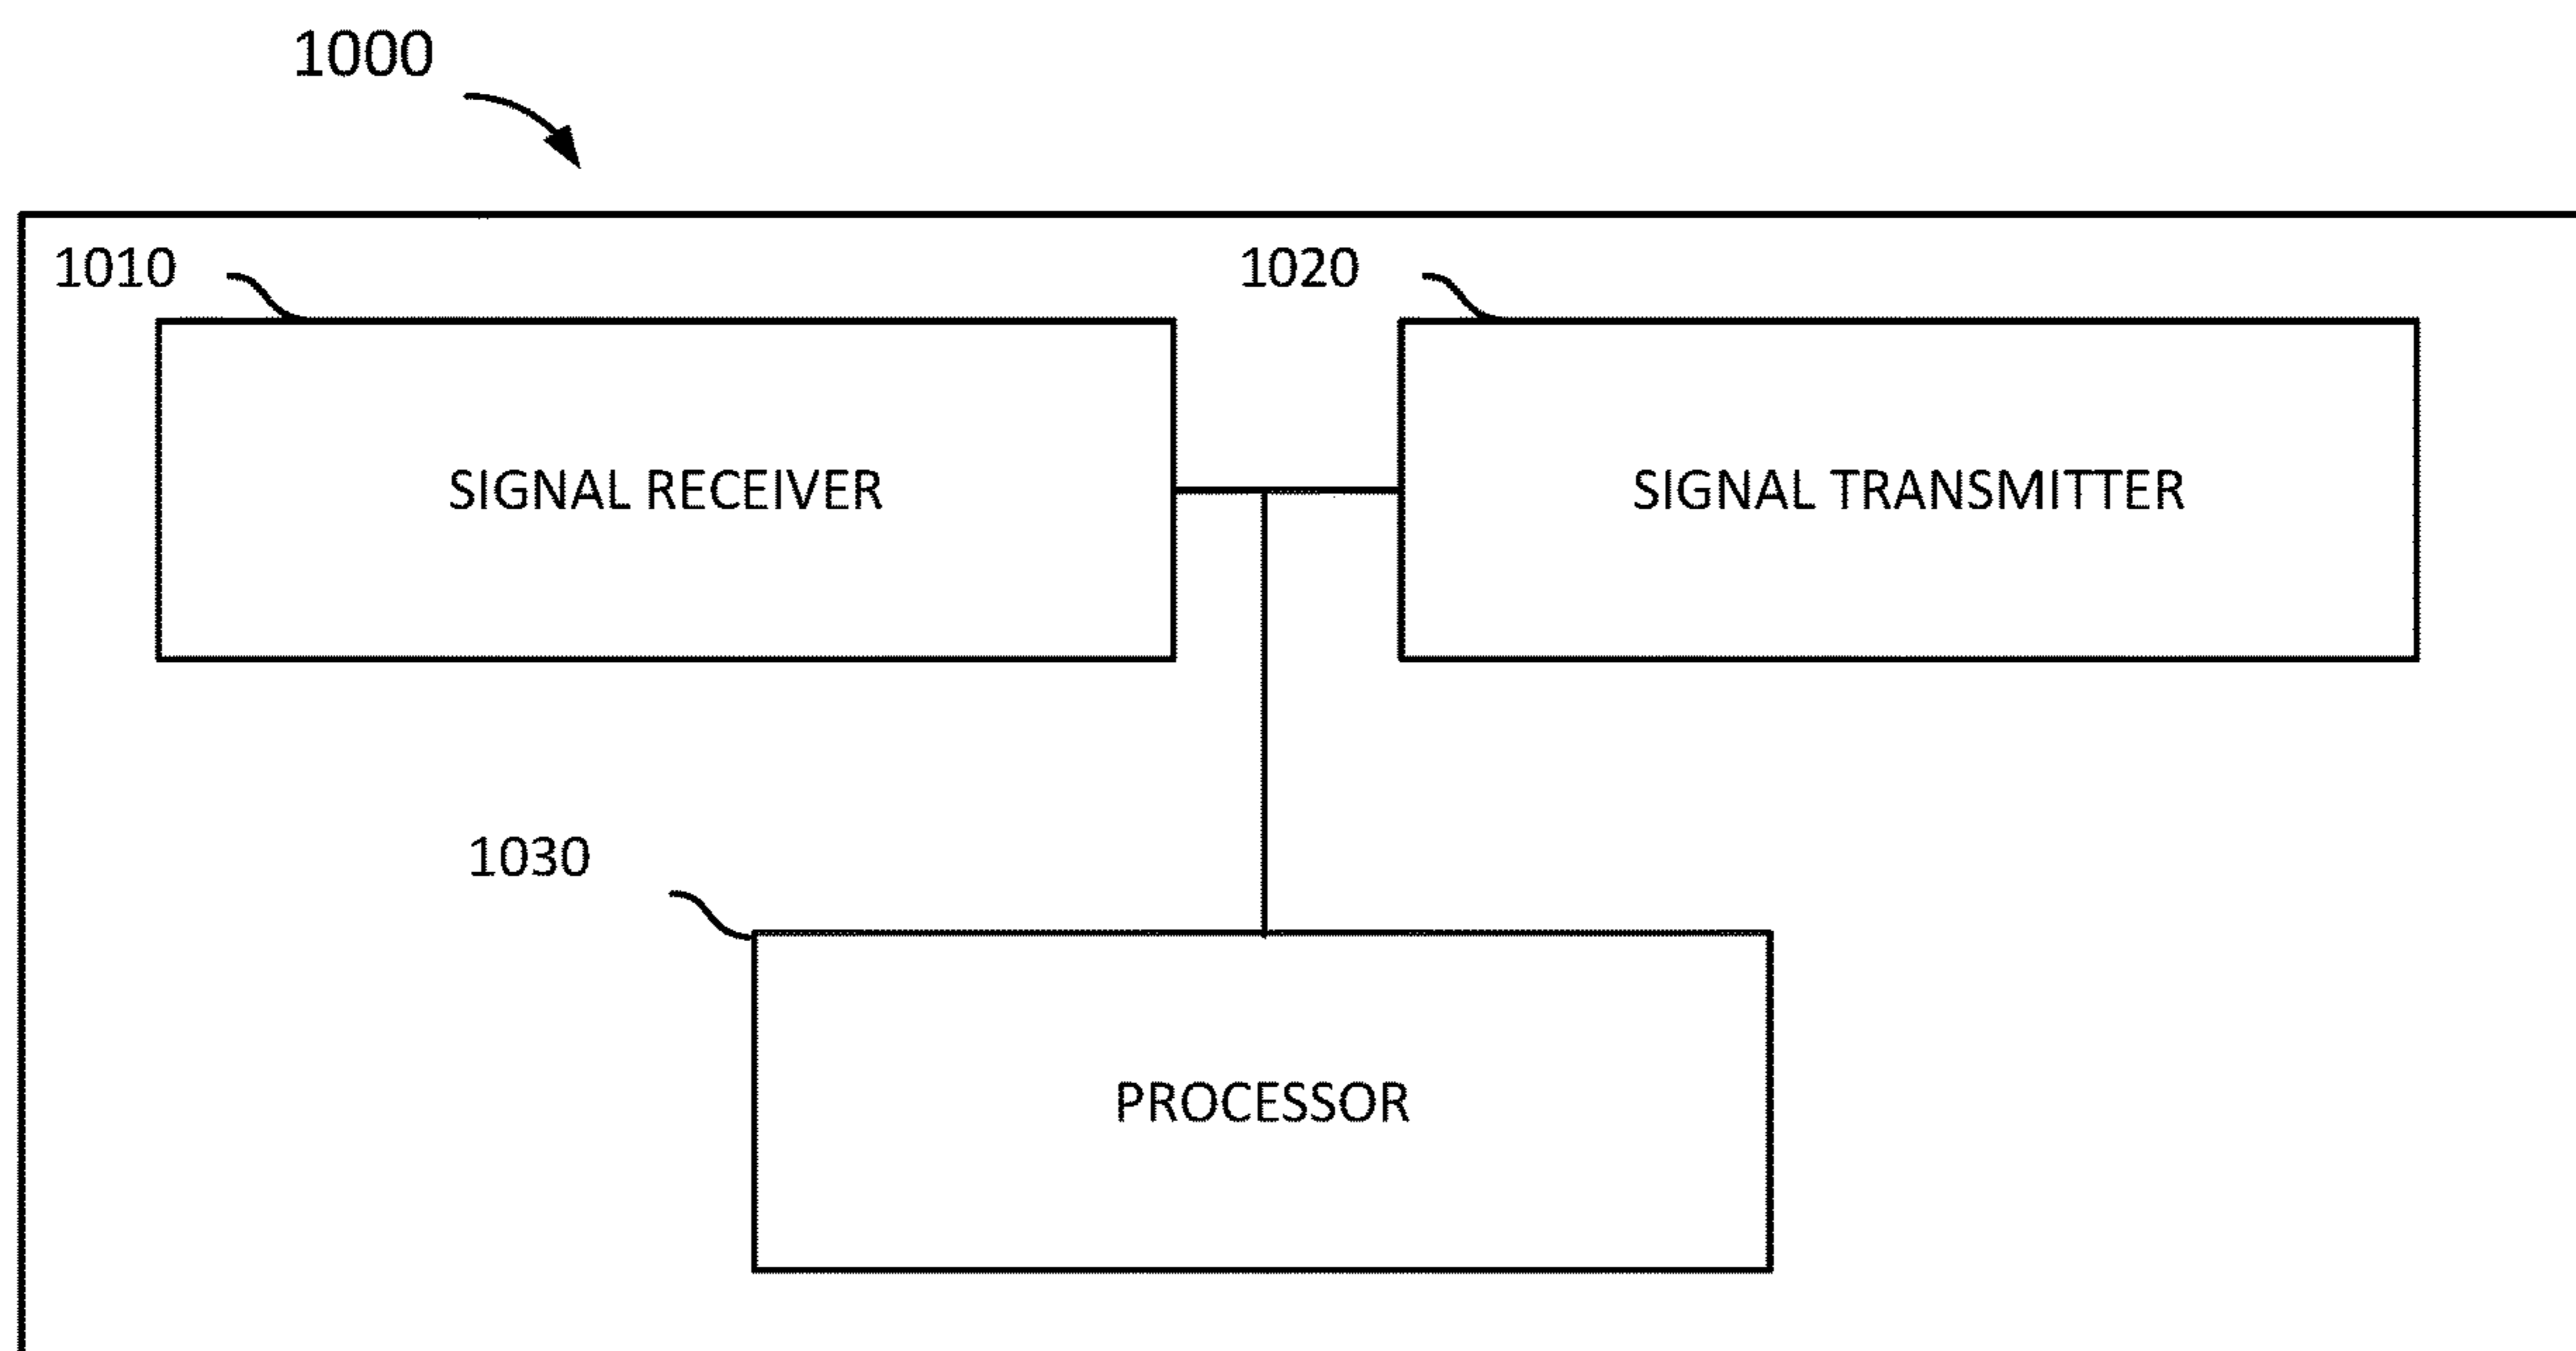 1000
1010
1020
SIGNAL RECEIVER
SIGNAL TRANSMITTER
1030
PROCESSOR